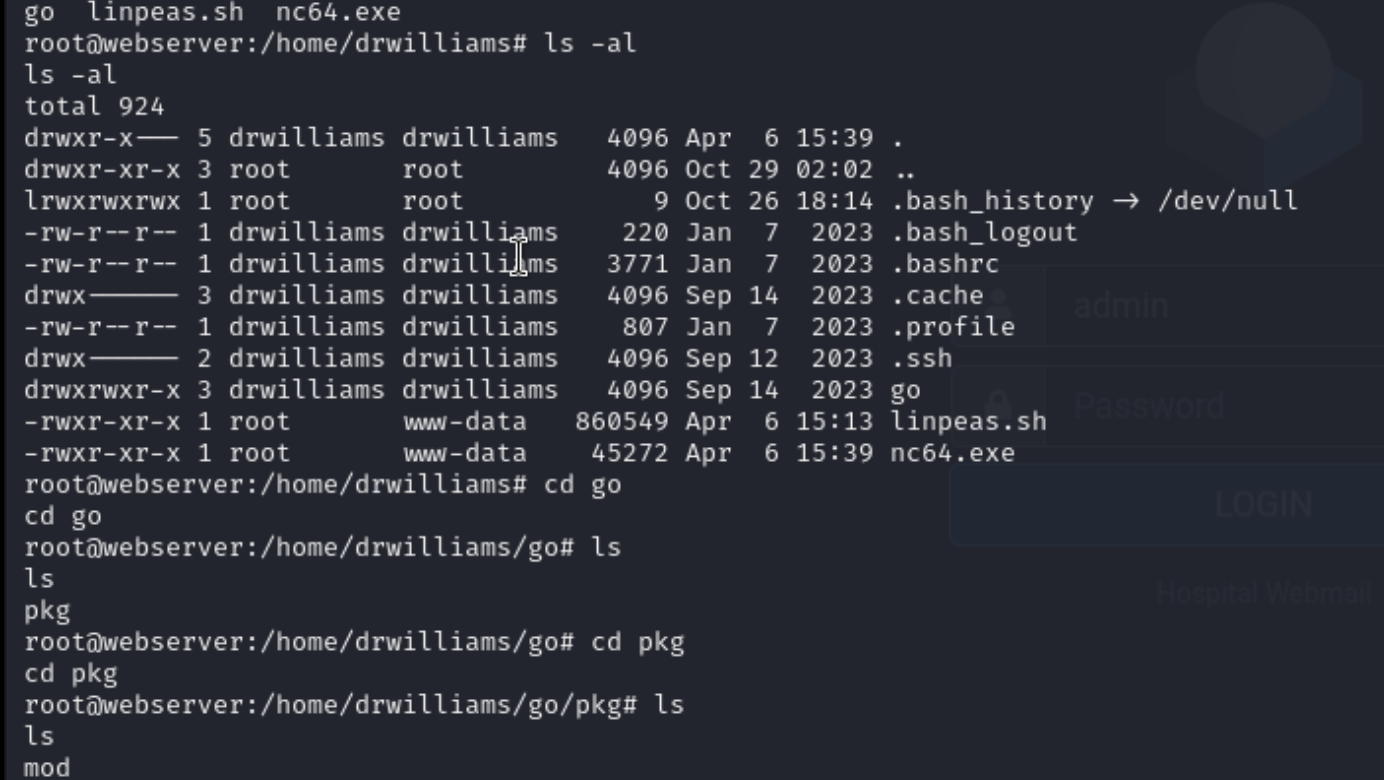 go  linpeas.sh  nc64.exe
root@webserver:/home/drwilliams# ls -al
ls -al
total 924
drwxr-x--- 5 drwilliams drwilliams   4096 Apr  6 15:39 .
drwxr-xr-x 3 root       root         4096 Oct 29 02:02 ..
lrwxrwxrwx 1 root       root            9 Oct 26 18:14 .bash_history -> /dev/null
-rw-r--r-- 1 drwilliams drwilliams    220 Jan  7  2023 .bash_logout
-rw-r--r-- 1 drwilliams drwilliams   3771 Jan  7  2023 .bashrc
drwx------ 3 drwilliams drwilliams   4096 Sep 14  2023 .cache
-rw-r--r-- 1 drwilliams drwilliams    807 Jan  7  2023 .profile
drwx------ 2 drwilliams drwilliams   4096 Sep 12  2023 .ssh
drwxrwxr-x 3 drwilliams drwilliams   4096 Sep 14  2023 go
-rwxr-xr-x 1 root       www-data   860549 Apr  6 15:13 linpeas.sh
-rwxr-xr-x 1 root       www-data    45272 Apr  6 15:39 nc64.exe
root@webserver:/home/drwilliams# cd go
cd go
root@webserver:/home/drwilliams/go# ls
ls
pkg
root@webserver:/home/drwilliams/go# cd pkg
cd pkg
root@webserver:/home/drwilliams/go/pkg# ls
ls
mod
admin
Password
LOGIN
Hospital Webmail